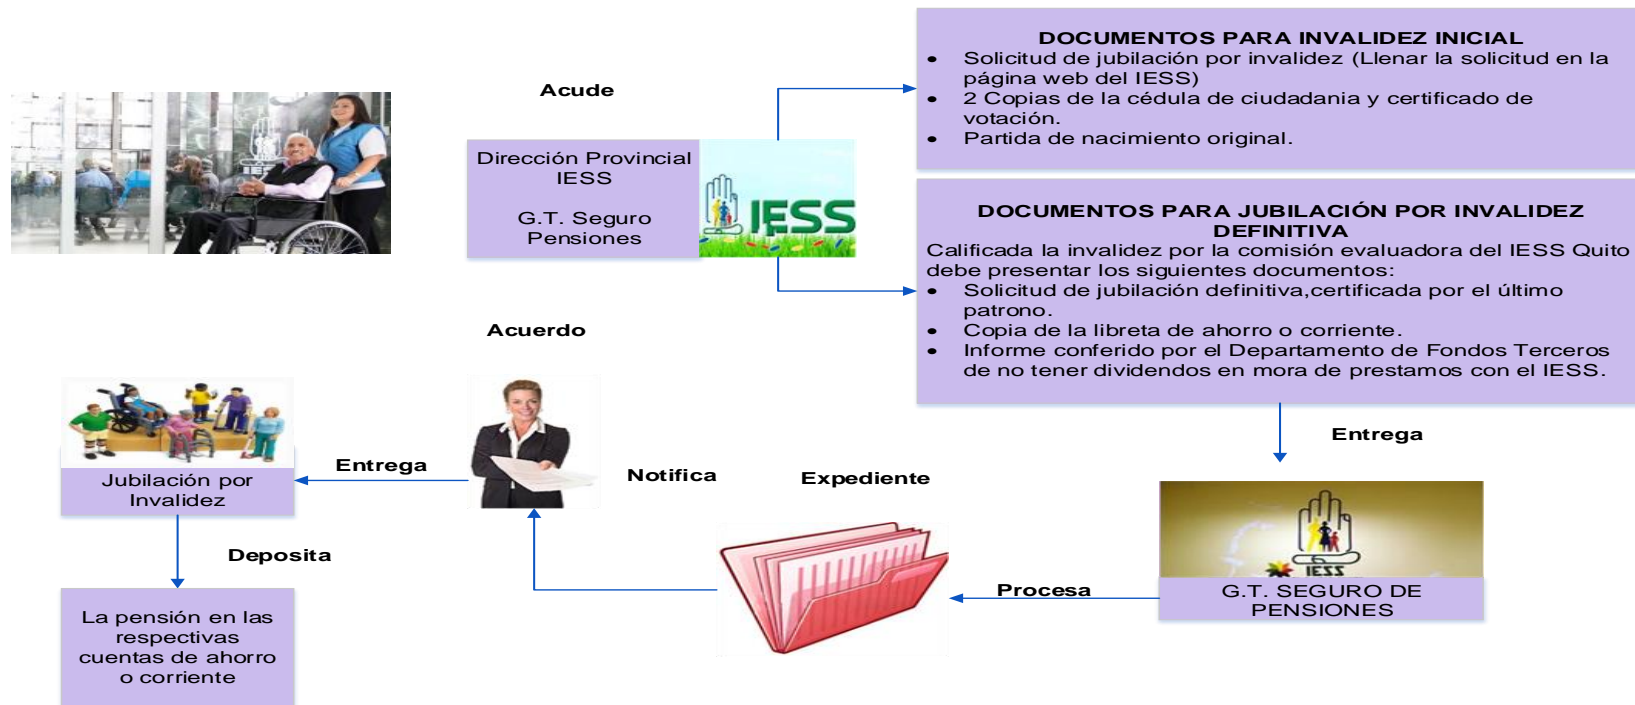 DOCUMENTOS PARA INVALIDEZ INICIAL
• Solicitud de jubilación por invalidez (Llenar la solicitud en la
página web del IESS)
• 2 Copias de la cédula de ciudadania y certificado de
votación.
• Partida de nacimiento original.
Acude
IESS
Dirección Provincial
IESS
G.T. Seguro
Pensiones
IESS
DOCUMENTOS PARA JUBILACIÓN POR INVALIDEZ
DEFINITIVA
Calificada la invalidez por la comisión evaluadora del IESS Quito
debe presentar los siguientes documentos:
• Solicitud de jubilación definitiva,certificada por el último
patrono.
• Copia de la libreta de ahorro o corriente.
• Informe conferido por el Departamento de Fondos Terceros
de no tener dividendos en mora de prestamos con el IESS.
Entrega
IESS
G.T. SEGURO DE
PENSIONES
Procesa
Expediente
Notifica
Acuerdo
Entrega
Jubilación por
Invalidez
Deposita
La pensión en las
respectivas
cuentas de ahorro
o corriente